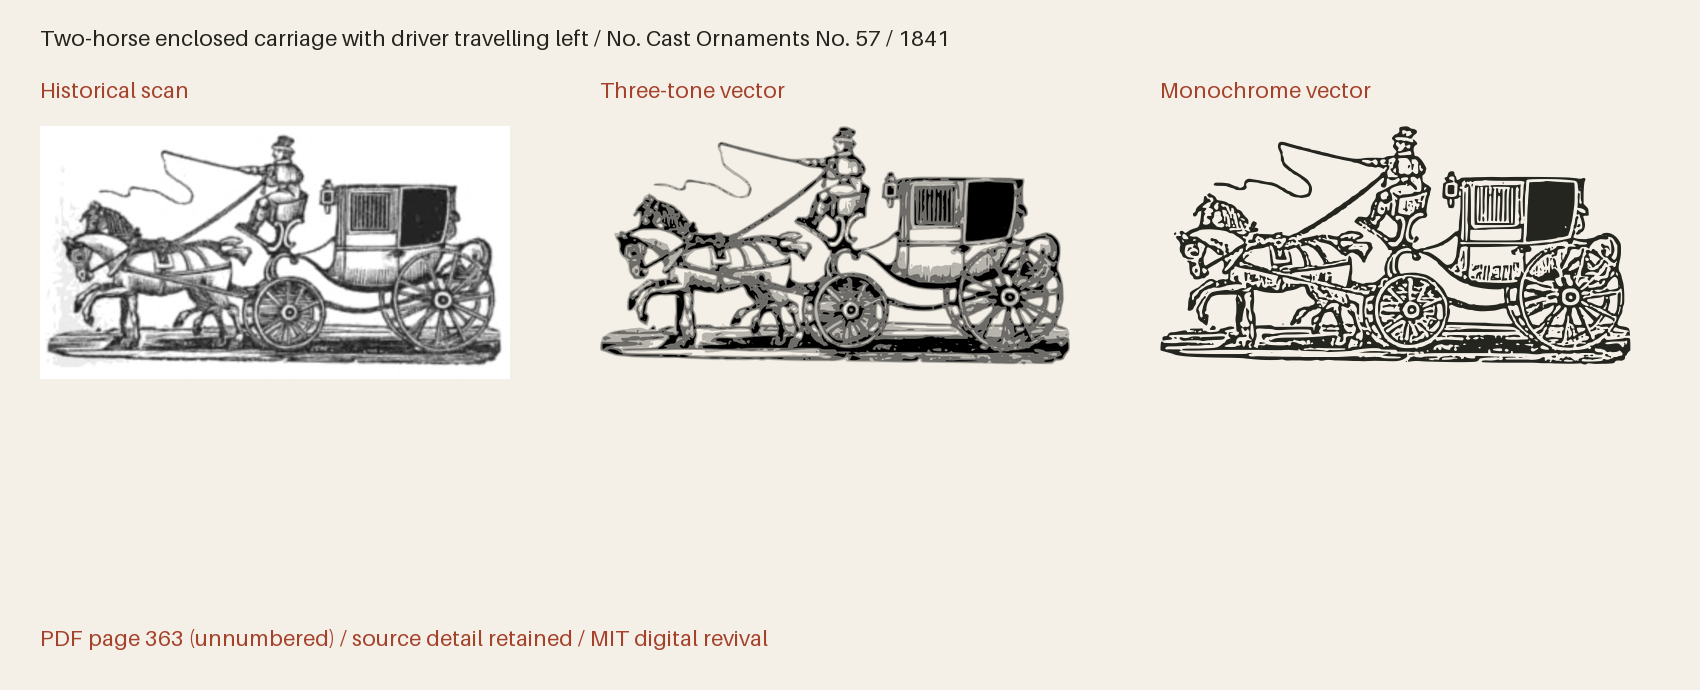 Two-horse enclosed carriage with driver travelling left / No. Cast Ornaments No. 57 / 1841
Historical scan
Three-tone vector
Monochrome vector
PDF page 363 (unnumbered) / source detail retained / MIT digital revival